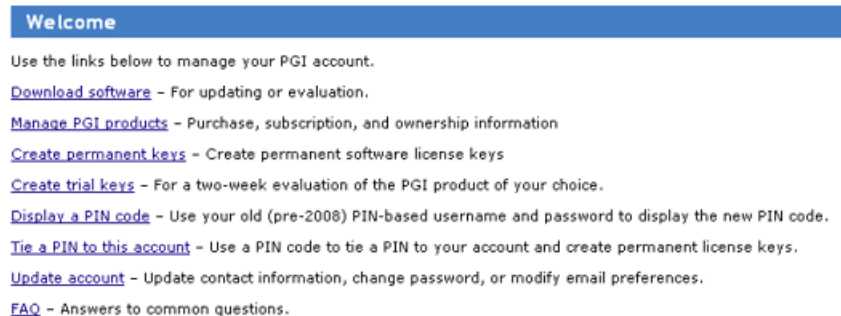 Welcome
Use the links below to manage your PGI account.
Download software – For updating or evaluation.
Manage PGI products – Purchase, subscription, and ownership information
Create permanent keys – Create permanent software license keys
Create trial keys – For a two-week evaluation of the PGI product of your choice.
Display a PIN code – Use your old (pre-2008) PIN-based username and password to display the new PIN code.
Tie a PIN to this account – Use a PIN code to tie a PIN to your account and create permanent license keys.
Update account – Update contact information, change password, or modify email preferences.
FAQ – Answers to common questions.